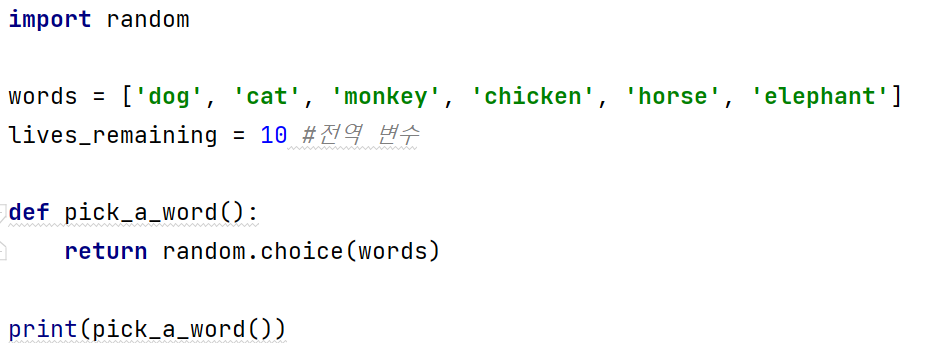 import random
words = ['dog', 'cat', 'monkey', 'chicken', 'horse', 'elephant']
lives_remaining = 10 #전역 변수
def pick_a_word():
    return random.choice(words)
print(pick_a_word())